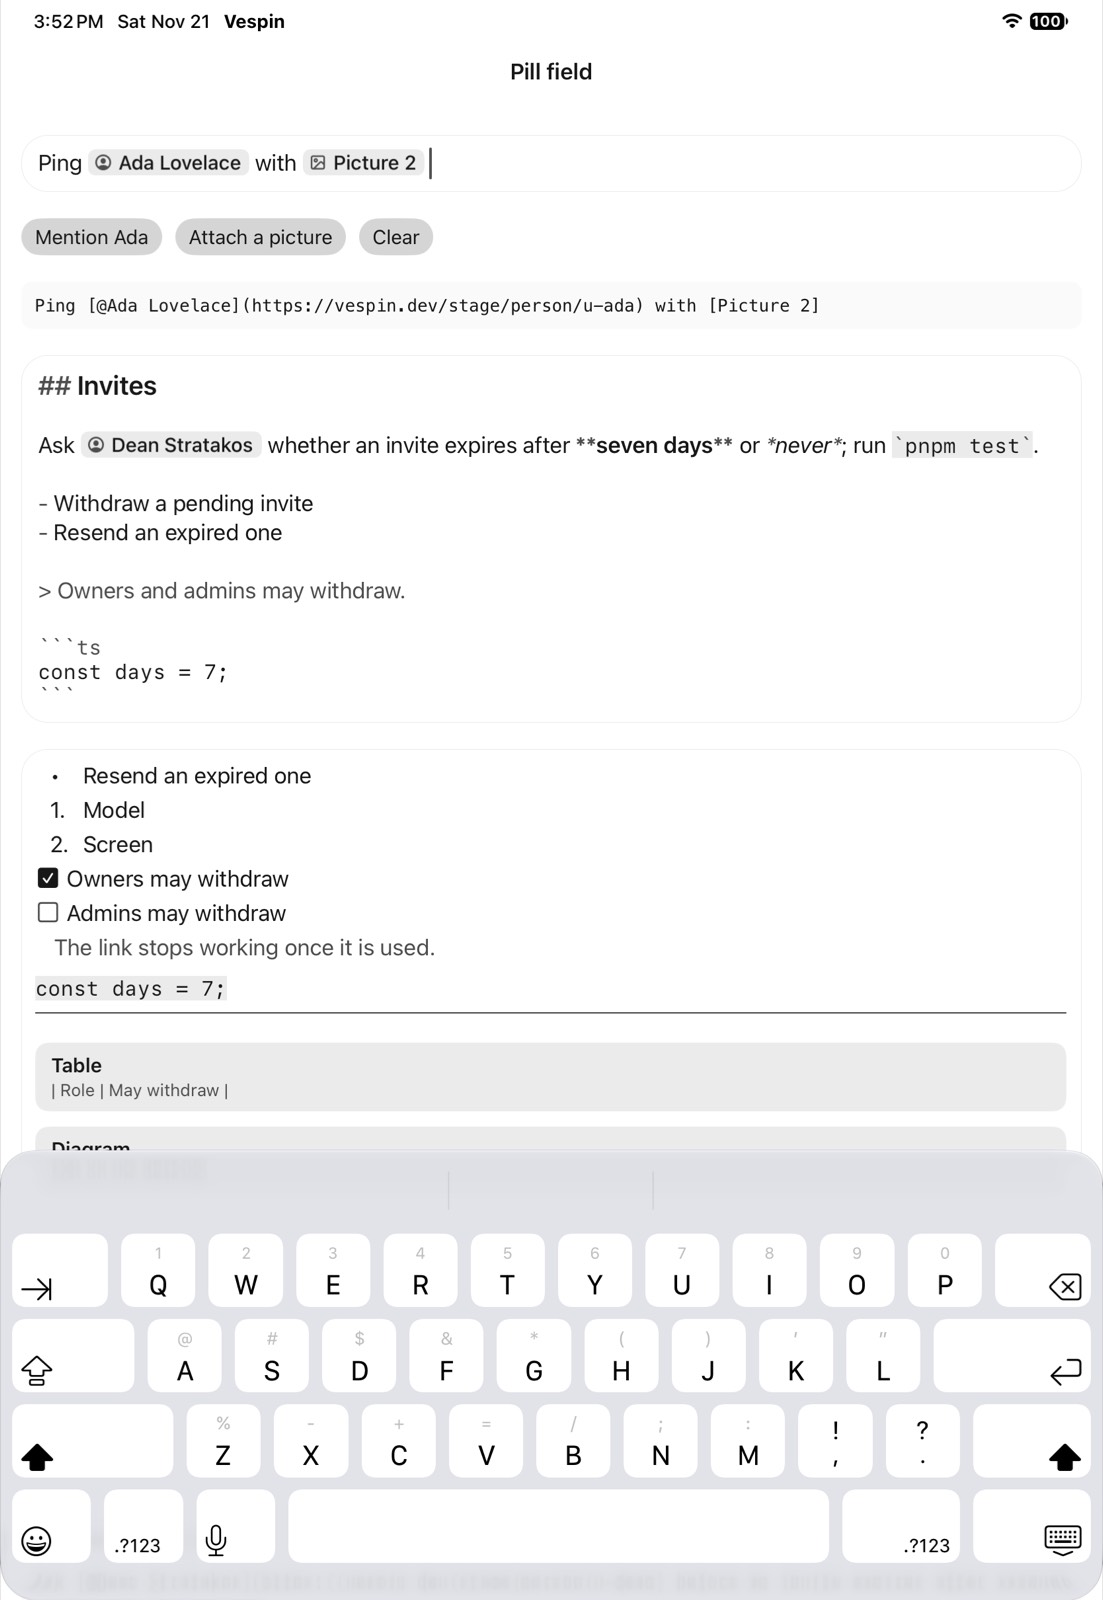 3:52 PM Sat Nov 21 Vespin 100
Pill field
Ping Ada Lovelace with Picture 2
Mention Ada Attach a picture Clear
Ping [@Ada Lovelace](https://vespin.dev/stage/person/u-ada) with [Picture 2]
## Invites
Ask Dean Stratakos whether an invite expires after **seven days** or *never*; run `pnpm test`.
- Withdraw a pending invite
- Resend an expired one
> Owners and admins may withdraw.
```ts
const days = 7;
```
• Resend an expired one
1. Model
2. Screen
Owners may withdraw
Admins may withdraw
The link stops working once it is used.
const days = 7;
Table
| Role | May withdraw |
Diagram
1 2 3 4 5 6 7 8 9 0
Q W E R T Y U I O P
@ # $ & * ( ) ' "
A S D F G H J K L
% - + = / ; : ! ?
Z X C V B N M , .
.?123 .?123